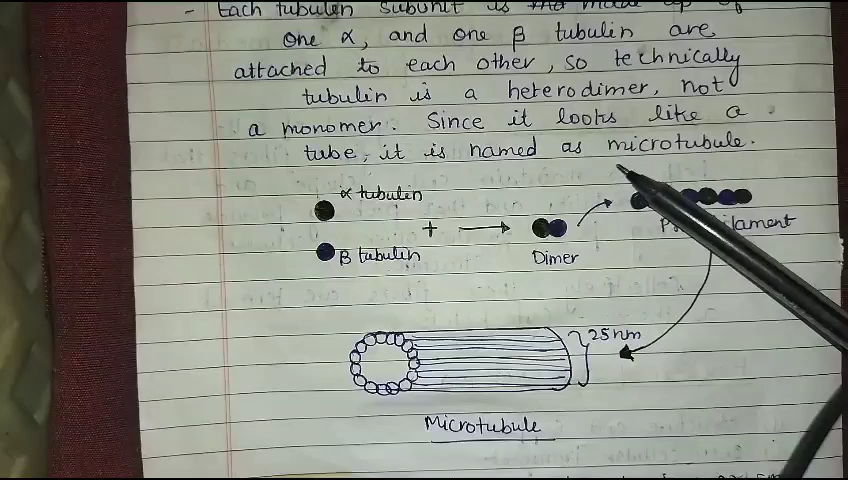 - Each tubulin subunit is made up of
one α, and one β tubulin are
attached to each other, so technically
tubulin is a heterodimer, not
a monomer. Since it looks like a
tube, it is named as microtubule.
α tubulin
+
β tubulin
Dimer
25nm
Microtubule